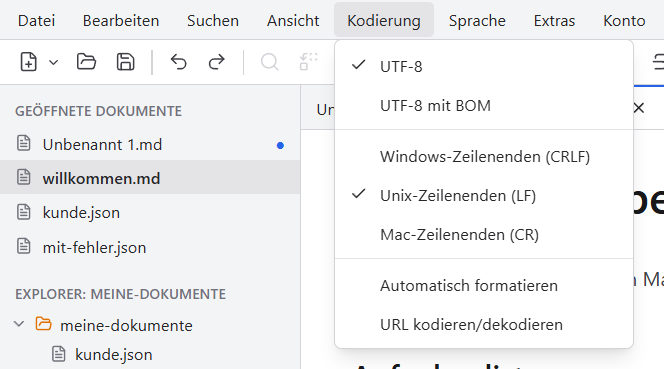 Datei Bearbeiten Suchen Ansicht Kodierung Sprache Extras Konto
UTF-8
UTF-8 mit BOM
Windows-Zeilenenden (CRLF)
Unix-Zeilenenden (LF)
Mac-Zeilenenden (CR)
Automatisch formatieren
URL kodieren/dekodieren
GEÖFFNETE DOKUMENTE
Unbenannt 1.md
willkommen.md
kunde.json
mit-fehler.json
EXPLORER: MEINE-DOKUMENTE
meine-dokumente
kunde.json